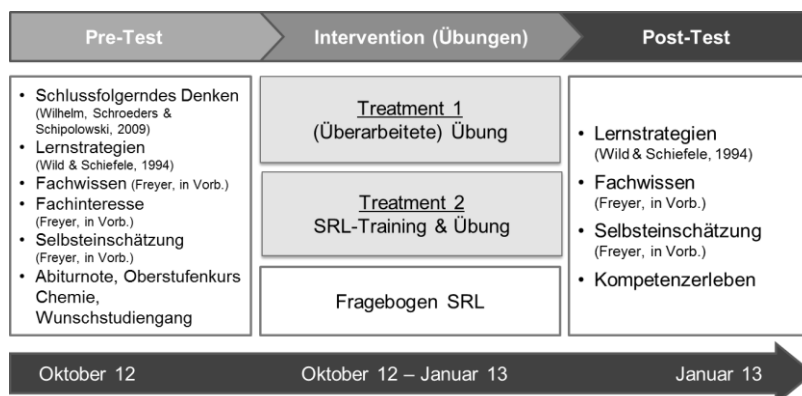 Pre-Test
Intervention (Übungen)
Post-Test
• Schlussfolgerndes Denken
(Wilhelm, Schroeders &
Schipolowski, 2009)
• Lernstrategien
(Wild & Schiefele, 1994)
• Fachwissen (Freyer, in Vorb.)
• Fachinteresse
(Freyer, in Vorb.)
• Selbsteinschätzung
(Freyer, in Vorb.)
• Abiturnote, Oberstufenkurs
Chemie,
Wunschstudiengang
Treatment 1
(Überarbeitete) Übung
Treatment 2
SRL-Training & Übung
Fragebogen SRL
• Lernstrategien
(Wild & Schiefele, 1994)
• Fachwissen
(Freyer, in Vorb.)
• Selbsteinschätzung
(Freyer, in Vorb.)
• Kompetenzerleben
Oktober 12
Oktober 12 – Januar 13
Januar 13